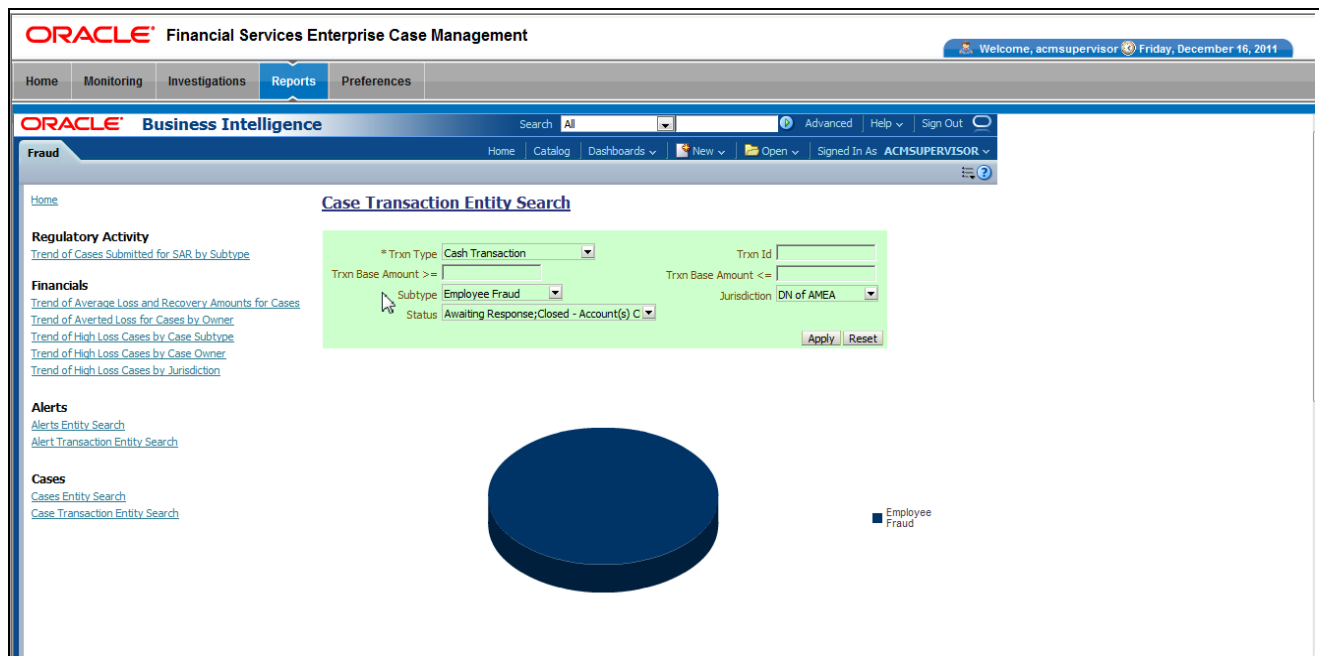 ORACLE® Financial Services Enterprise Case Management
Welcome, acmsupervisor Friday, December 16, 2011
Home Monitoring Investigations Reports Preferences
ORACLE® Business Intelligence
Search All Advanced Help Sign Out
Fraud
Home Catalog Dashboards New Open Signed In As ACMSUPERVISOR
?
Home
Regulatory Activity
Trend of Cases Submitted for SAR by Subtype
Financials
Trend of Average Loss and Recovery Amounts for Cases
Trend of Averted Loss for Cases by Owner
Trend of High Loss Cases by Case Subtype
Trend of High Loss Cases by Case Owner
Trend of High Loss Cases by Jurisdiction
Alerts
Alerts Entity Search
Alert Transaction Entity Search
Cases
Cases Entity Search
Case Transaction Entity Search
Case Transaction Entity Search
* Trxn Type Cash Transaction Trxn Id
Trxn Base Amount >= Trxn Base Amount <=
Subtype Employee Fraud Jurisdiction DN of AMEA
Status Awaiting Response;Closed - Account(s) C
Apply Reset
Employee
Fraud